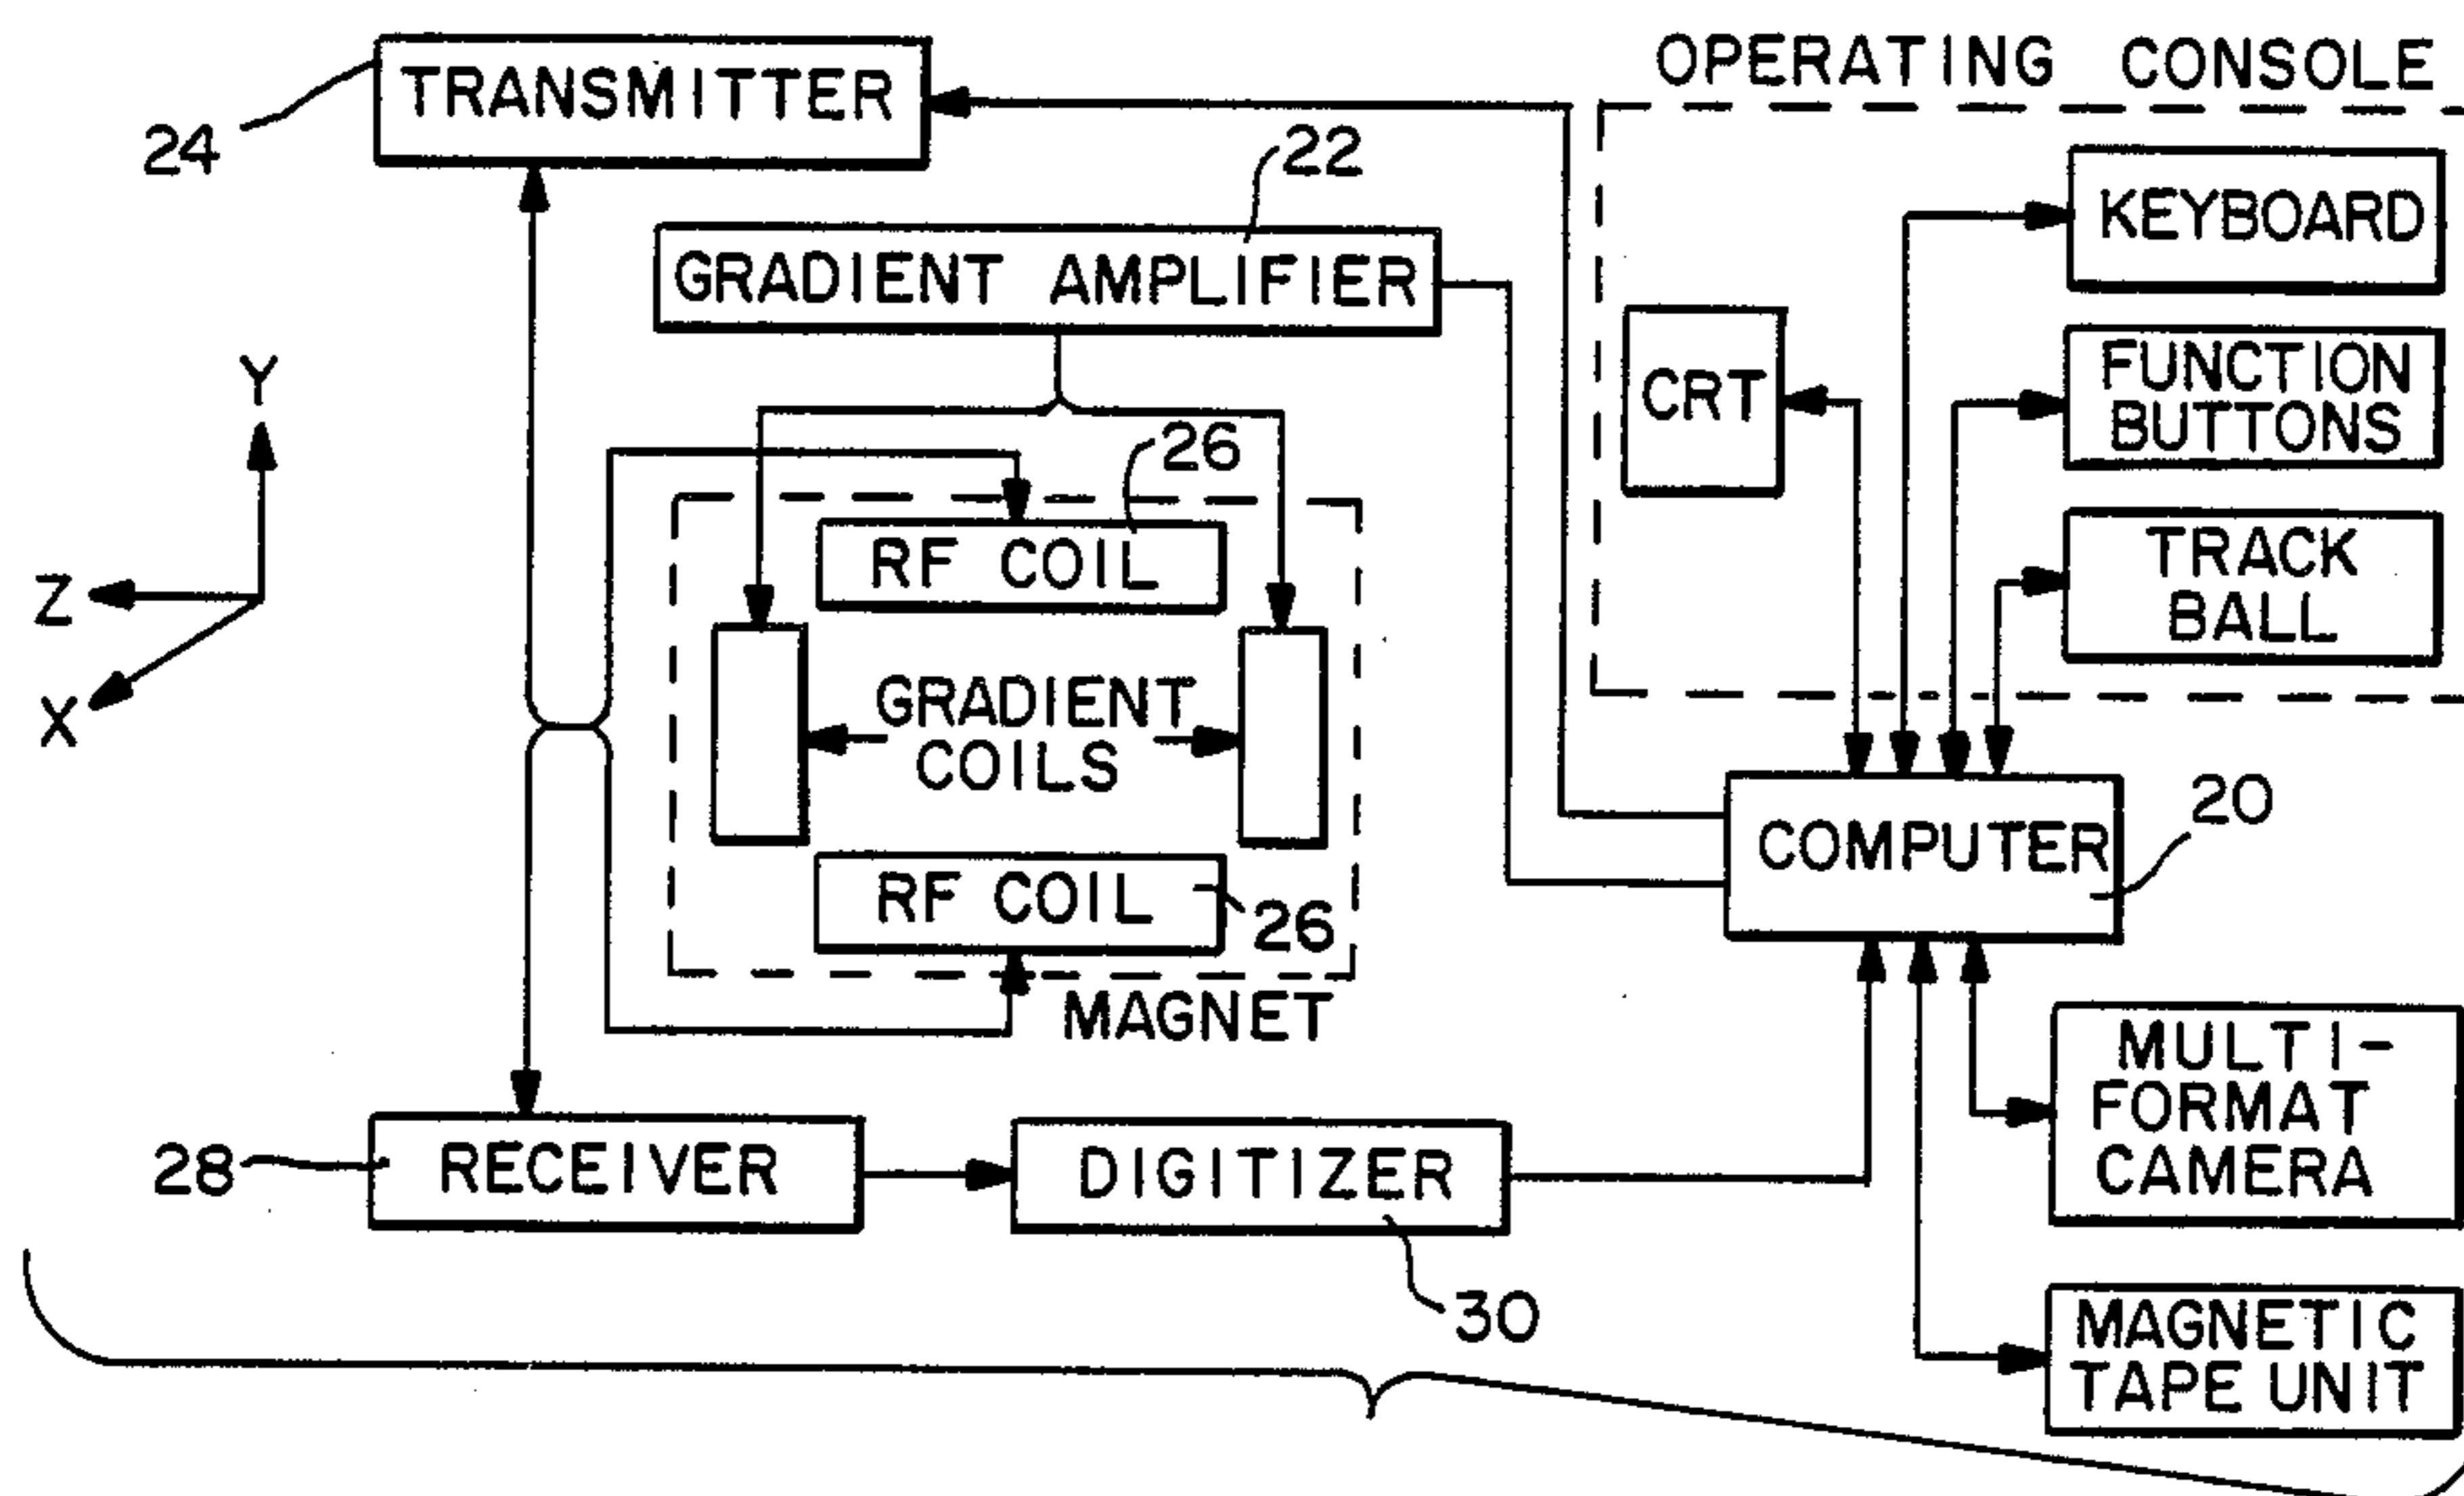 OPERATING CONSOLE
TRANSMITTER
24
22
KEYBOARD
GRADIENT AMPLIFIER
FUNCTION
BUTTONS
CRT
Y
26
TRACK
BALL
RF COIL
Z
X
GRADIENT
COILS
20
COMPUTER
RF COIL
26
MAGNET
MULTI-
FORMAT
CAMERA
28
RECEIVER
DIGITIZER
30
MAGNETIC
TAPE UNIT